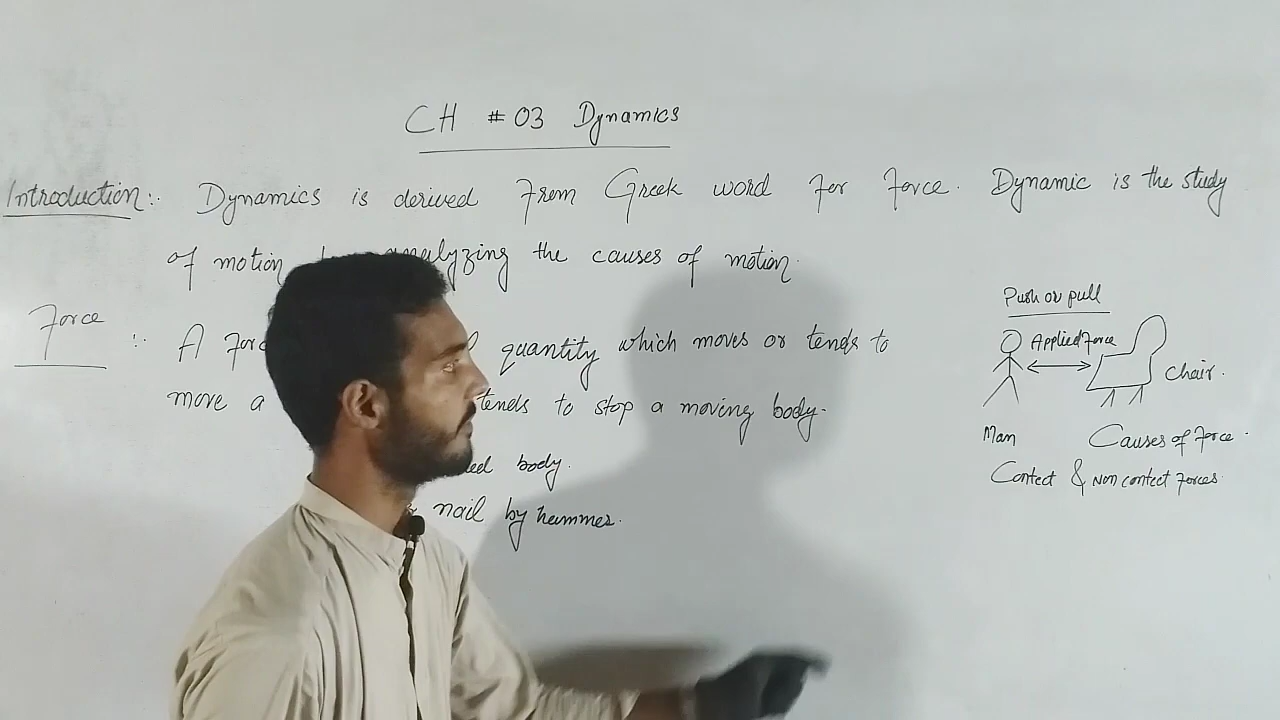 CH # 03 Dynamics
Introduction:. Dynamics is derived From Greek word For Force. Dynamic is the study
of motion analyzing the causes of motion.
Force :. A quantity which moves or tends to
move a tends to stop a moving body.
body.
nail by hammer.
Push or pull
Applied Force
chair.
Man
Causes of Force.
Contect & Non contect Forces.